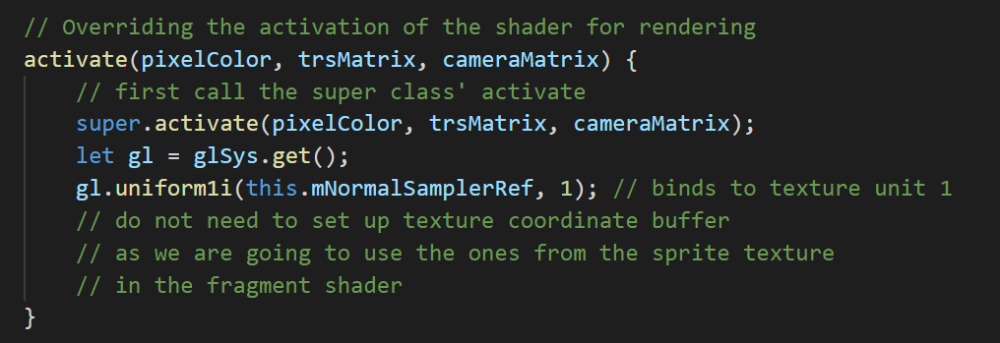 // Overriding the activation of the shader for rendering
activate(pixelColor, trsMatrix, cameraMatrix) {
    // first call the super class' activate
    super.activate(pixelColor, trsMatrix, cameraMatrix);
    let gl = glSys.get();
    gl.uniform1i(this.mNormalSamplerRef, 1); // binds to texture unit 1
    // do not need to set up texture coordinate buffer
    // as we are going to use the ones from the sprite texture
    // in the fragment shader
}